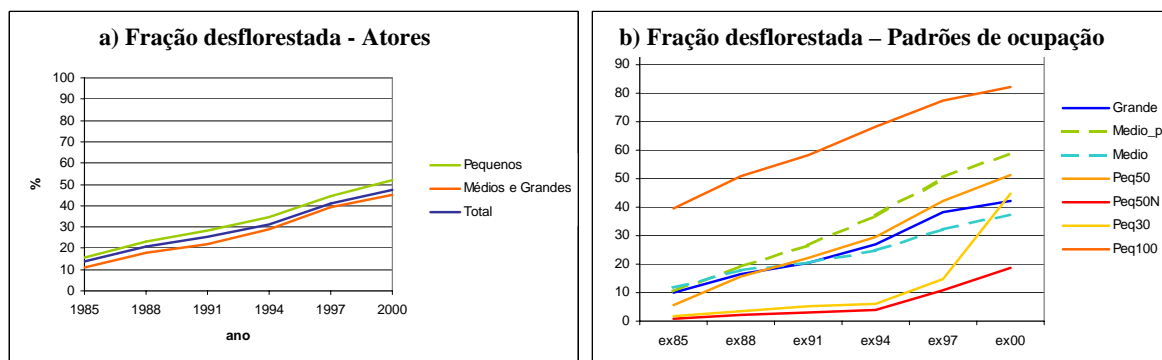 a) Fração desflorestada - Atores
100
90
80
70
60
50
40
30
20
10
0
%
1985 1988 1991 1994 1997 2000
ano
Pequenos
Médios e Grandes
Total
b) Fração desflorestada – Padrões de ocupação
90
80
70
60
50
40
30
20
10
0
ex85 ex88 ex91 ex94 ex97 ex00
Grande
Medio_p
Medio
Peq50
Peq50N
Peq30
Peq100